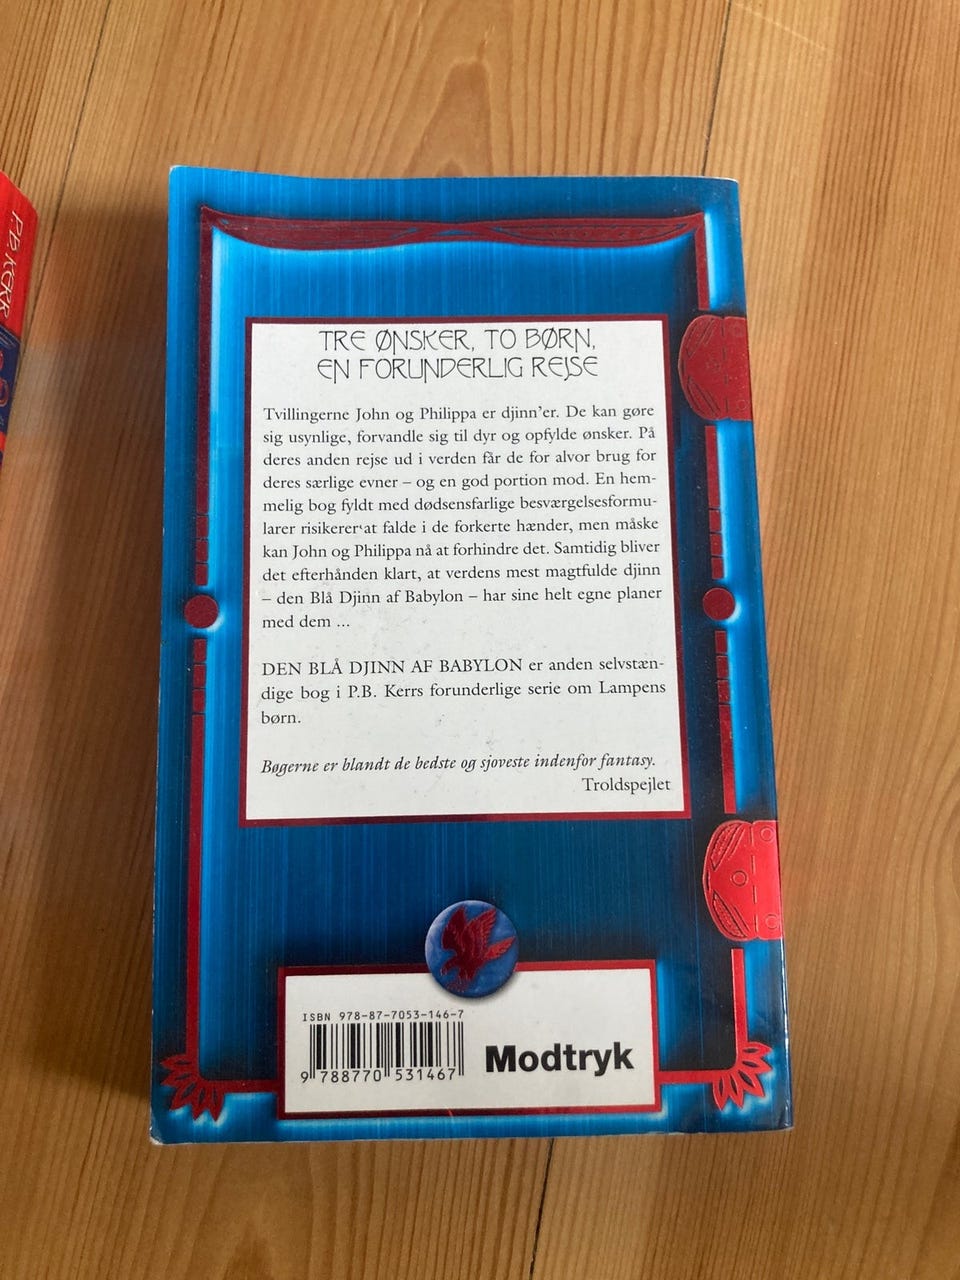 P.B. KERR
TRE ØNSKER, TO BØRN,
EN FORUNDERLIG REJSE
Tvillingerne John og Philippa er djinn'er. De kan gøre
sig usynlige, forvandle sig til dyr og opfylde ønsker. På
deres anden rejse ud i verden får de for alvor brug for
deres særlige evner – og en god portion mod. En hem-
melig bog fyldt med dødsensfarlige besværgelsesformu-
larer risikerer at falde i de forkerte hænder, men måske
kan John og Philippa nå at forhindre det. Samtidig bliver
det efterhånden klart, at verdens mest magtfulde djinn
– den Blå Djinn af Babylon – har sine helt egne planer
med dem ...
DEN BLÅ DJINN AF BABYLON er anden selvstæn-
dige bog i P.B. Kerrs forunderlige serie om Lampens
børn.
Bøgerne er blandt de bedste og sjoveste indenfor fantasy.
Troldspejlet
ISBN 978-87-7053-146-7
9 788770 531467
Modtryk